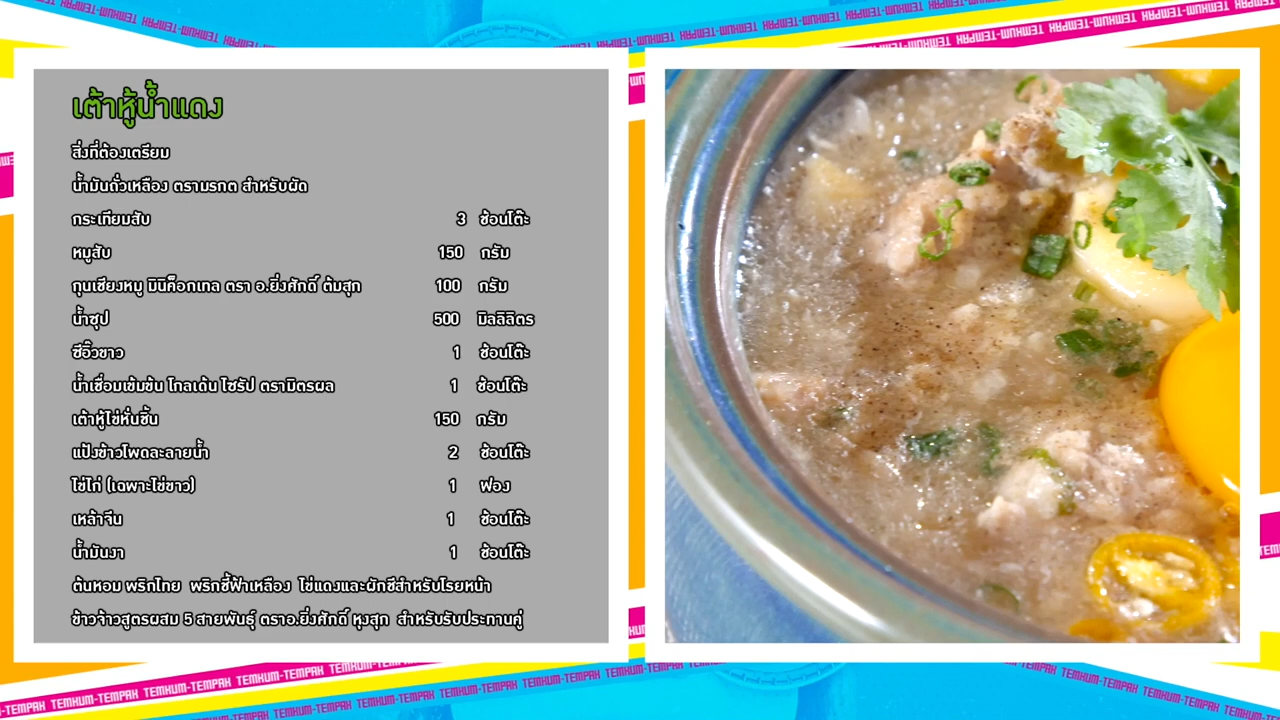 เต้าหู้น้ำแดง
สิ่งที่ต้องเตรียม
น้ำมันถั่วเหลือง ตรามรกต สำหรับผัด
กระเทียมสับ 3 ช้อนโต๊ะ
หมูสับ 150 กรัม
กุนเชียงหมู มินิค็อกเทล ตรา อ.ยิ่งศักดิ์ ต้มสุก 100 กรัม
น้ำซุป 500 มิลลิลิตร
ซีอิ๊วขาว 1 ช้อนโต๊ะ
น้ำเชื่อมเข้มข้น โกลเด้น ไซรัป ตรามิตรผล 1 ช้อนโต๊ะ
เต้าหู้ไข่หั่นชิ้น 150 กรัม
แป้งข้าวโพดละลายน้ำ 2 ช้อนโต๊ะ
ไข่ไก่ (เฉพาะไข่ขาว) 1 ฟอง
เหล้าจีน 1 ช้อนโต๊ะ
น้ำมันงา 1 ช้อนโต๊ะ
ต้นหอม พริกไทย พริกชี้ฟ้าเหลือง ไข่แดงและผักชีสำหรับโรยหน้า
ข้าวจ้าวสูตรผสม 5 สายพันธุ์ ตราอ.ยิ่งศักดิ์ หุงสุก สำหรับรับประทานคู่
TEMKUM-TEMPAK TEMKUM-TEMPAK TEMKUM-TEMPAK TEMKUM-TEMPAK